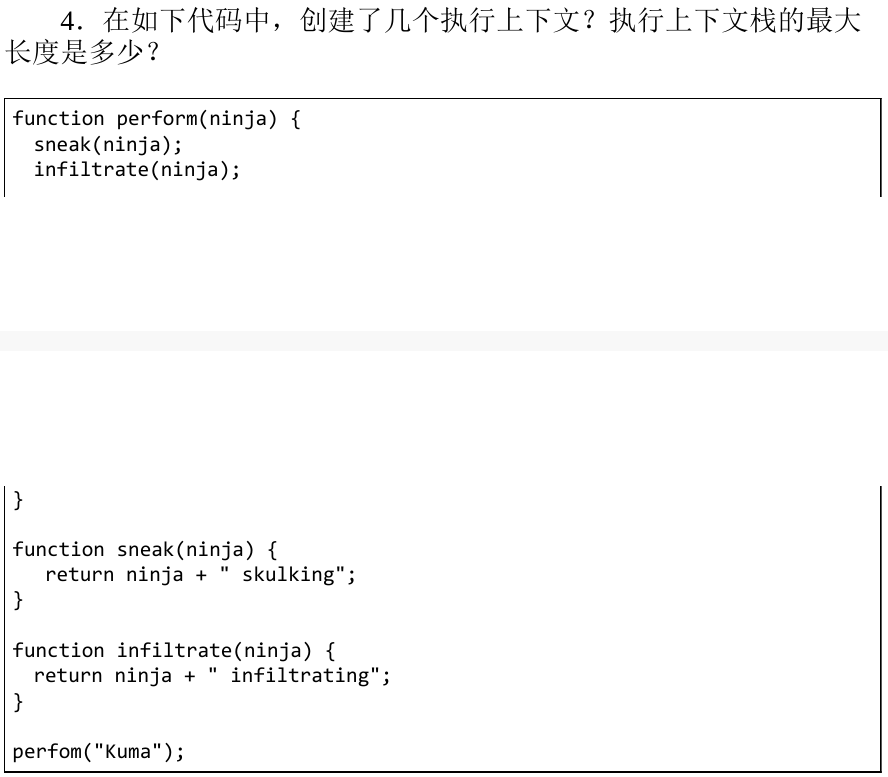 4．在如下代码中，创建了几个执行上下文？执行上下文栈的最大
长度是多少？
function perform(ninja) {
  sneak(ninja);
  infiltrate(ninja);
}
function sneak(ninja) {
   return ninja + " skulking";
}
function infiltrate(ninja) {
  return ninja + " infiltrating";
}
perfom("Kuma");